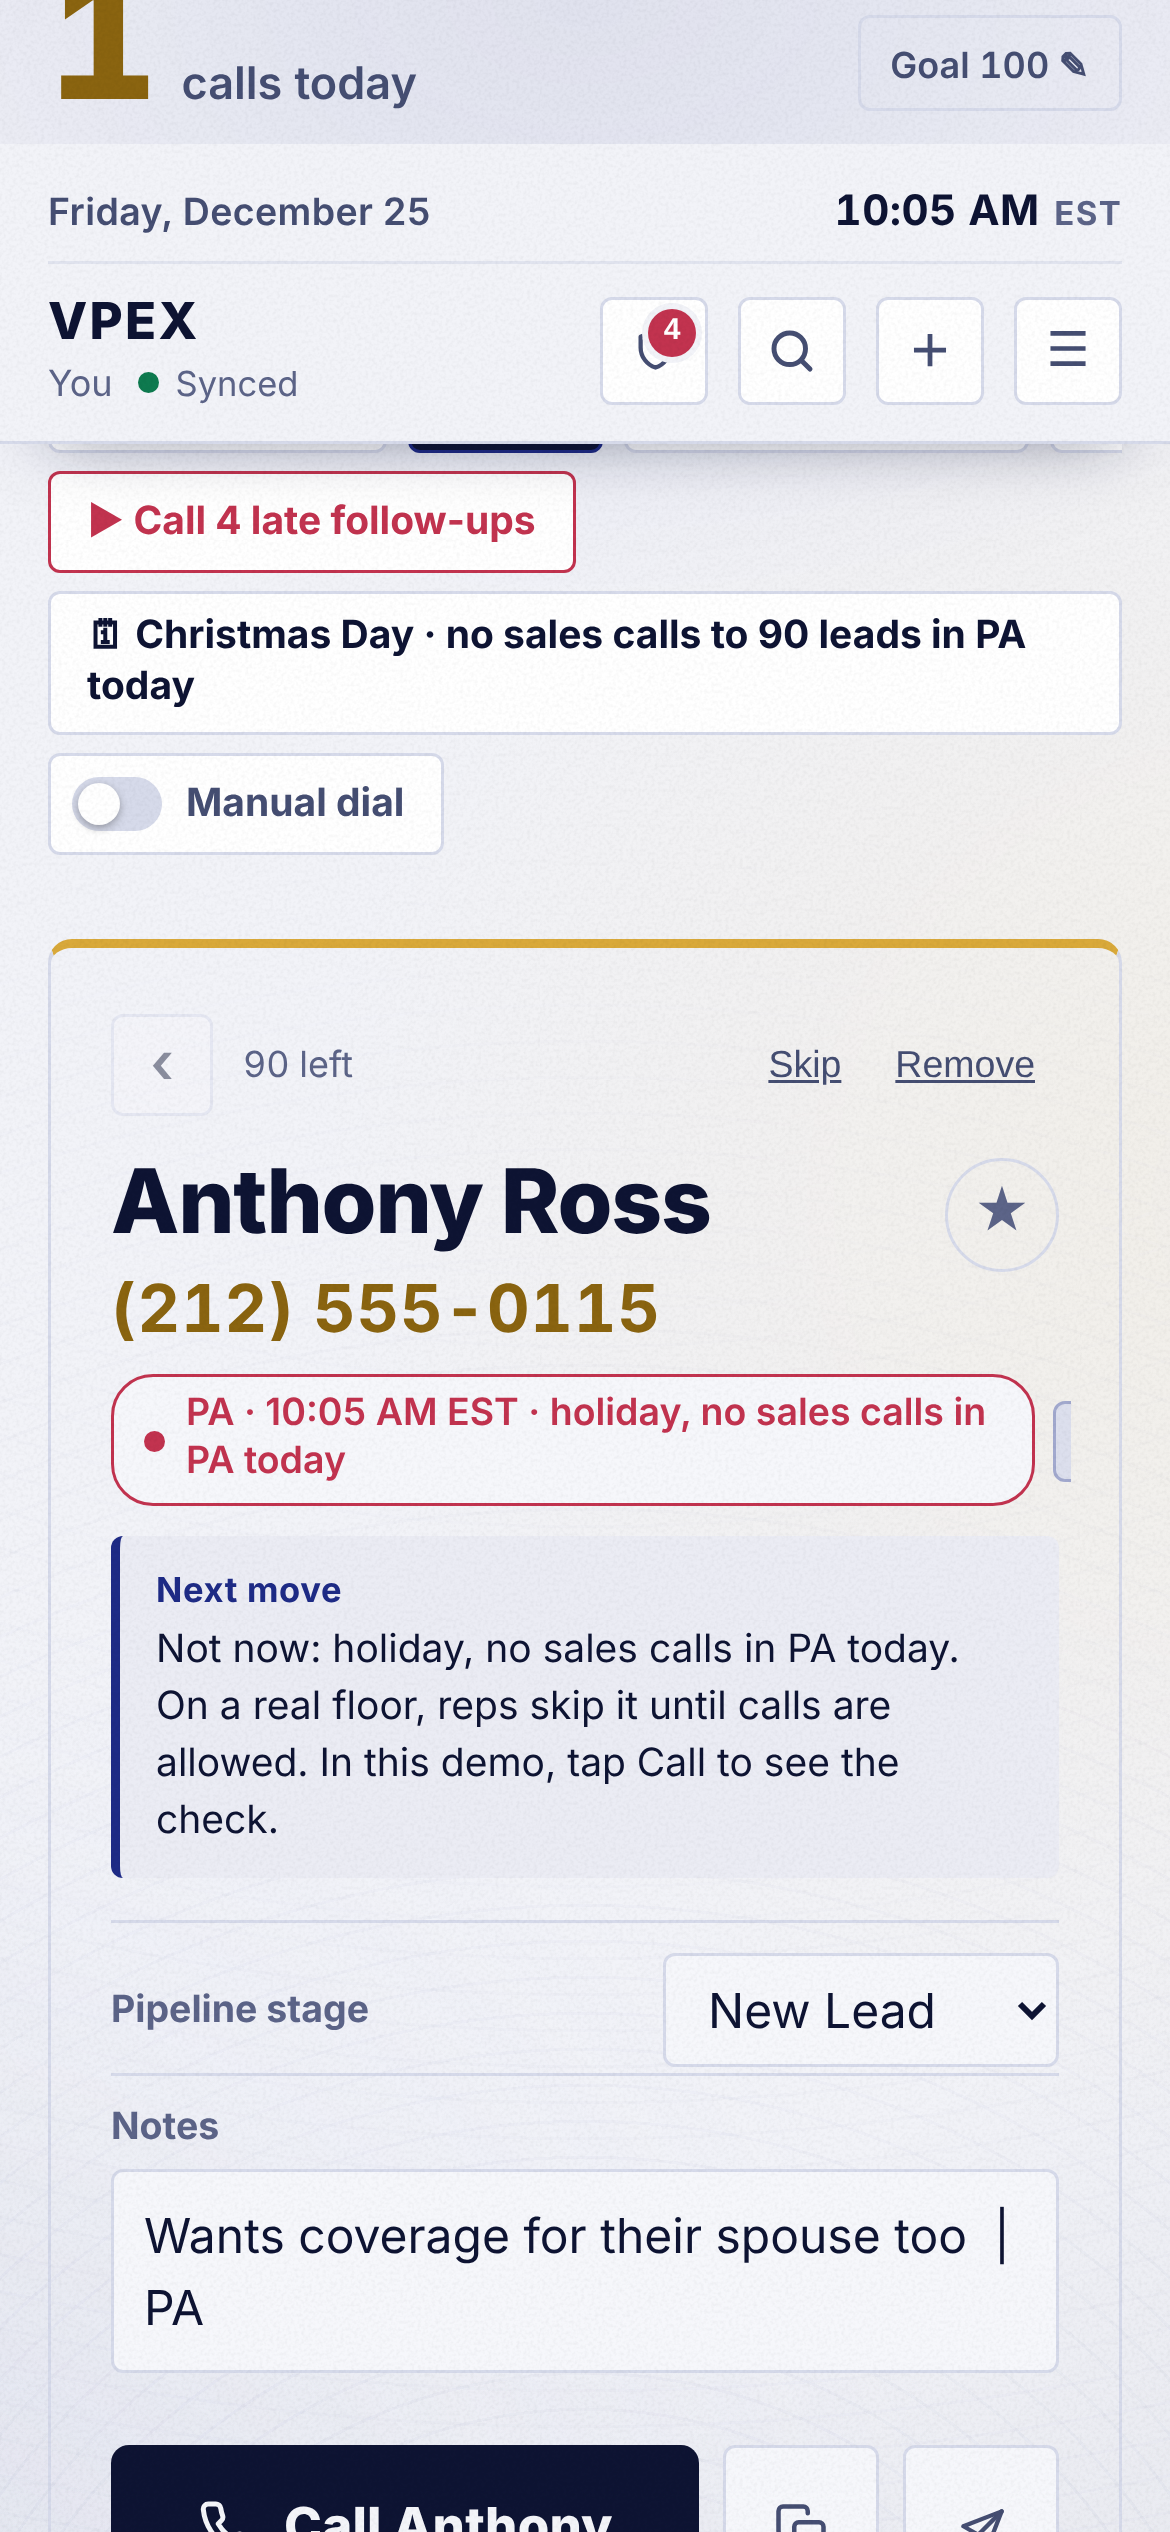 1 calls today
Goal 100 ✎
Friday, December 25
10:05 AM EST
VPEX
4
You Synced
▶ Call 4 late follow-ups
Christmas Day · no sales calls to 90 leads in PA
today
Manual dial
‹ 90 left
Skip Remove
Anthony Ross
★
(212) 555-0115
PA · 10:05 AM EST · holiday, no sales calls in
PA today
Next move
Not now: holiday, no sales calls in PA today.
On a real floor, reps skip it until calls are
allowed. In this demo, tap Call to see the
check.
Pipeline stage
New Lead
Notes
Wants coverage for their spouse too |
PA
Call Anthony